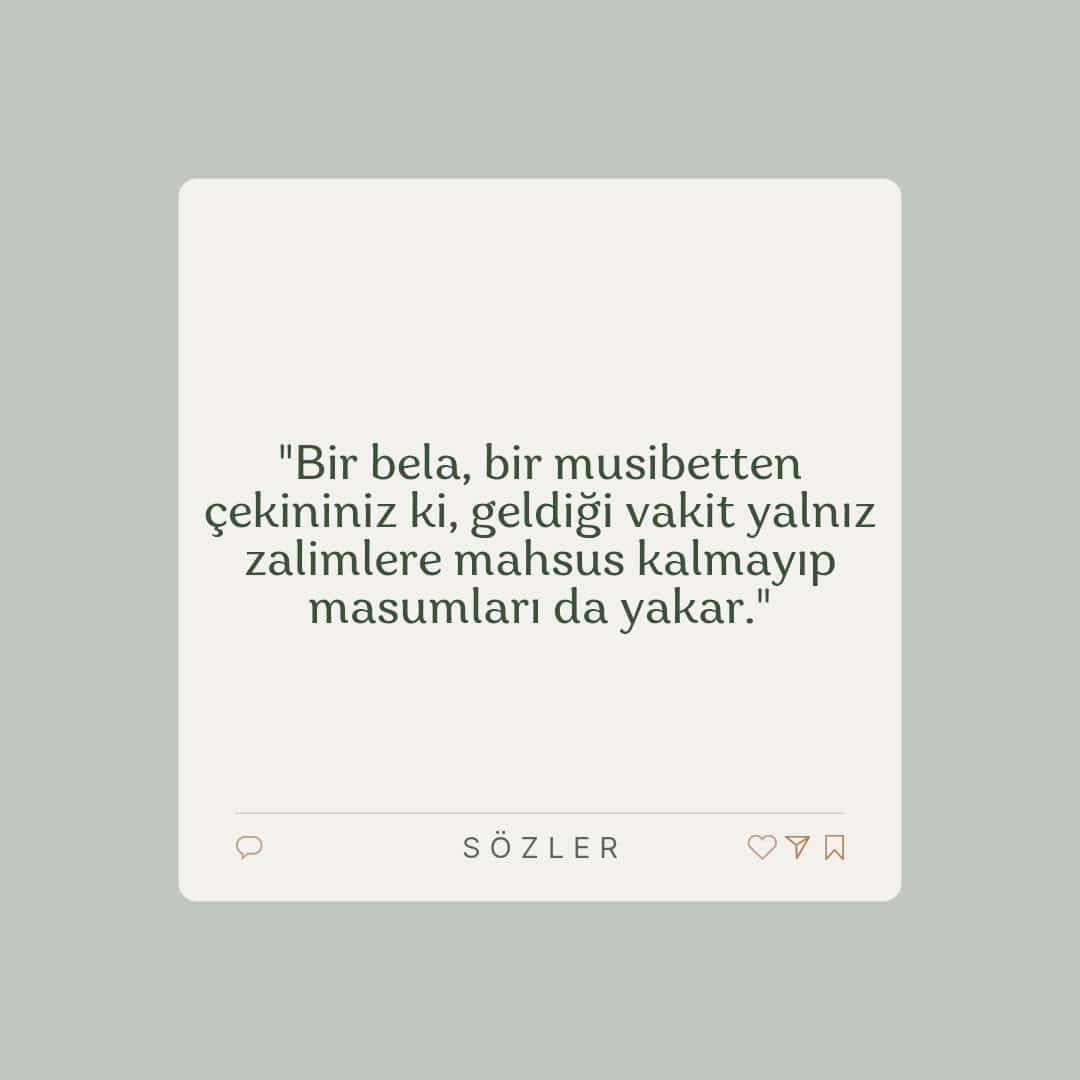 "Bir bela, bir musibetten
çekininiz ki, geldiği vakit yalnız
zalimlere mahsus kalmayıp
masumları da yakar."
SÖZLER